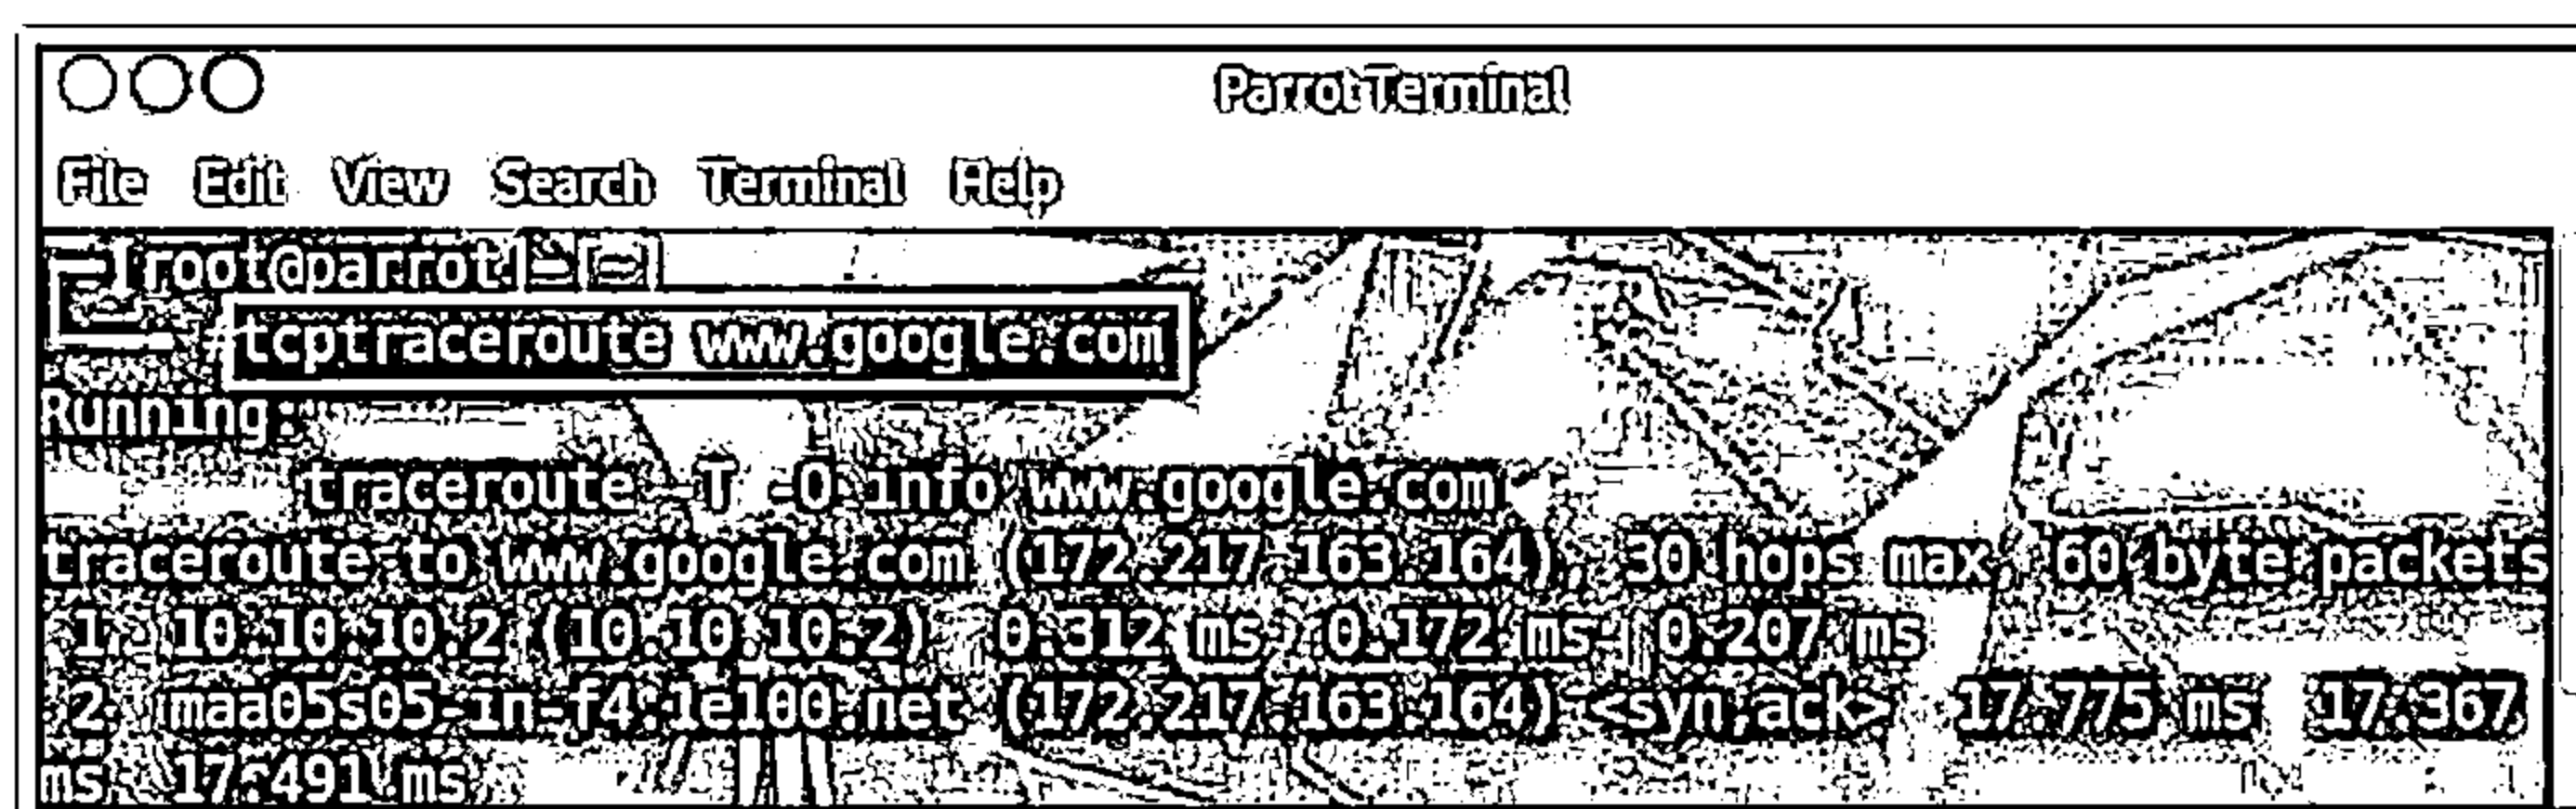 Parrot Terminal
File Edit View Search Terminal Help
[root@parrot]-[~]
#tcptraceroute www.google.com
Running:
traceroute -T -O info www.google.com
traceroute to www.google.com (172.217.163.164), 30 hops max, 60 byte packets
1 10.10.10.2 (10.10.10.2) 0.312 ms 0.172 ms 0.207 ms
2 maa05s05-in-f4.1e100.net (172.217.163.164) <syn,ack> 17.775 ms 17.367
ms 17.491 ms